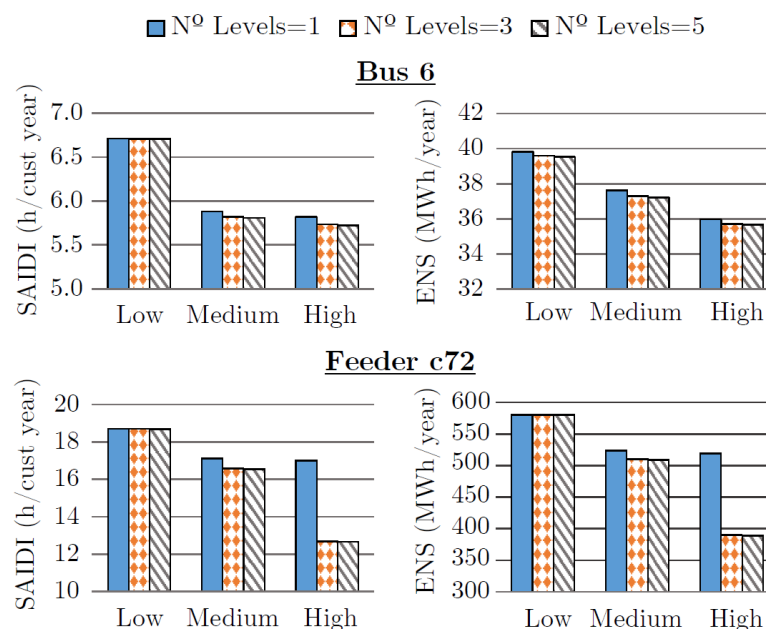 Nº Levels=1 Nº Levels=3 Nº Levels=5
Bus 6
SAIDI (h/cust year)
7.0
6.5
6.0
5.5
5.0
Low Medium High
ENS (MWh/year)
42
40
38
36
34
32
Low Medium High
Feeder c72
SAIDI (h/cust year)
20
18
16
14
12
10
Low Medium High
ENS (MWh/year)
600
550
500
450
400
350
300
Low Medium High